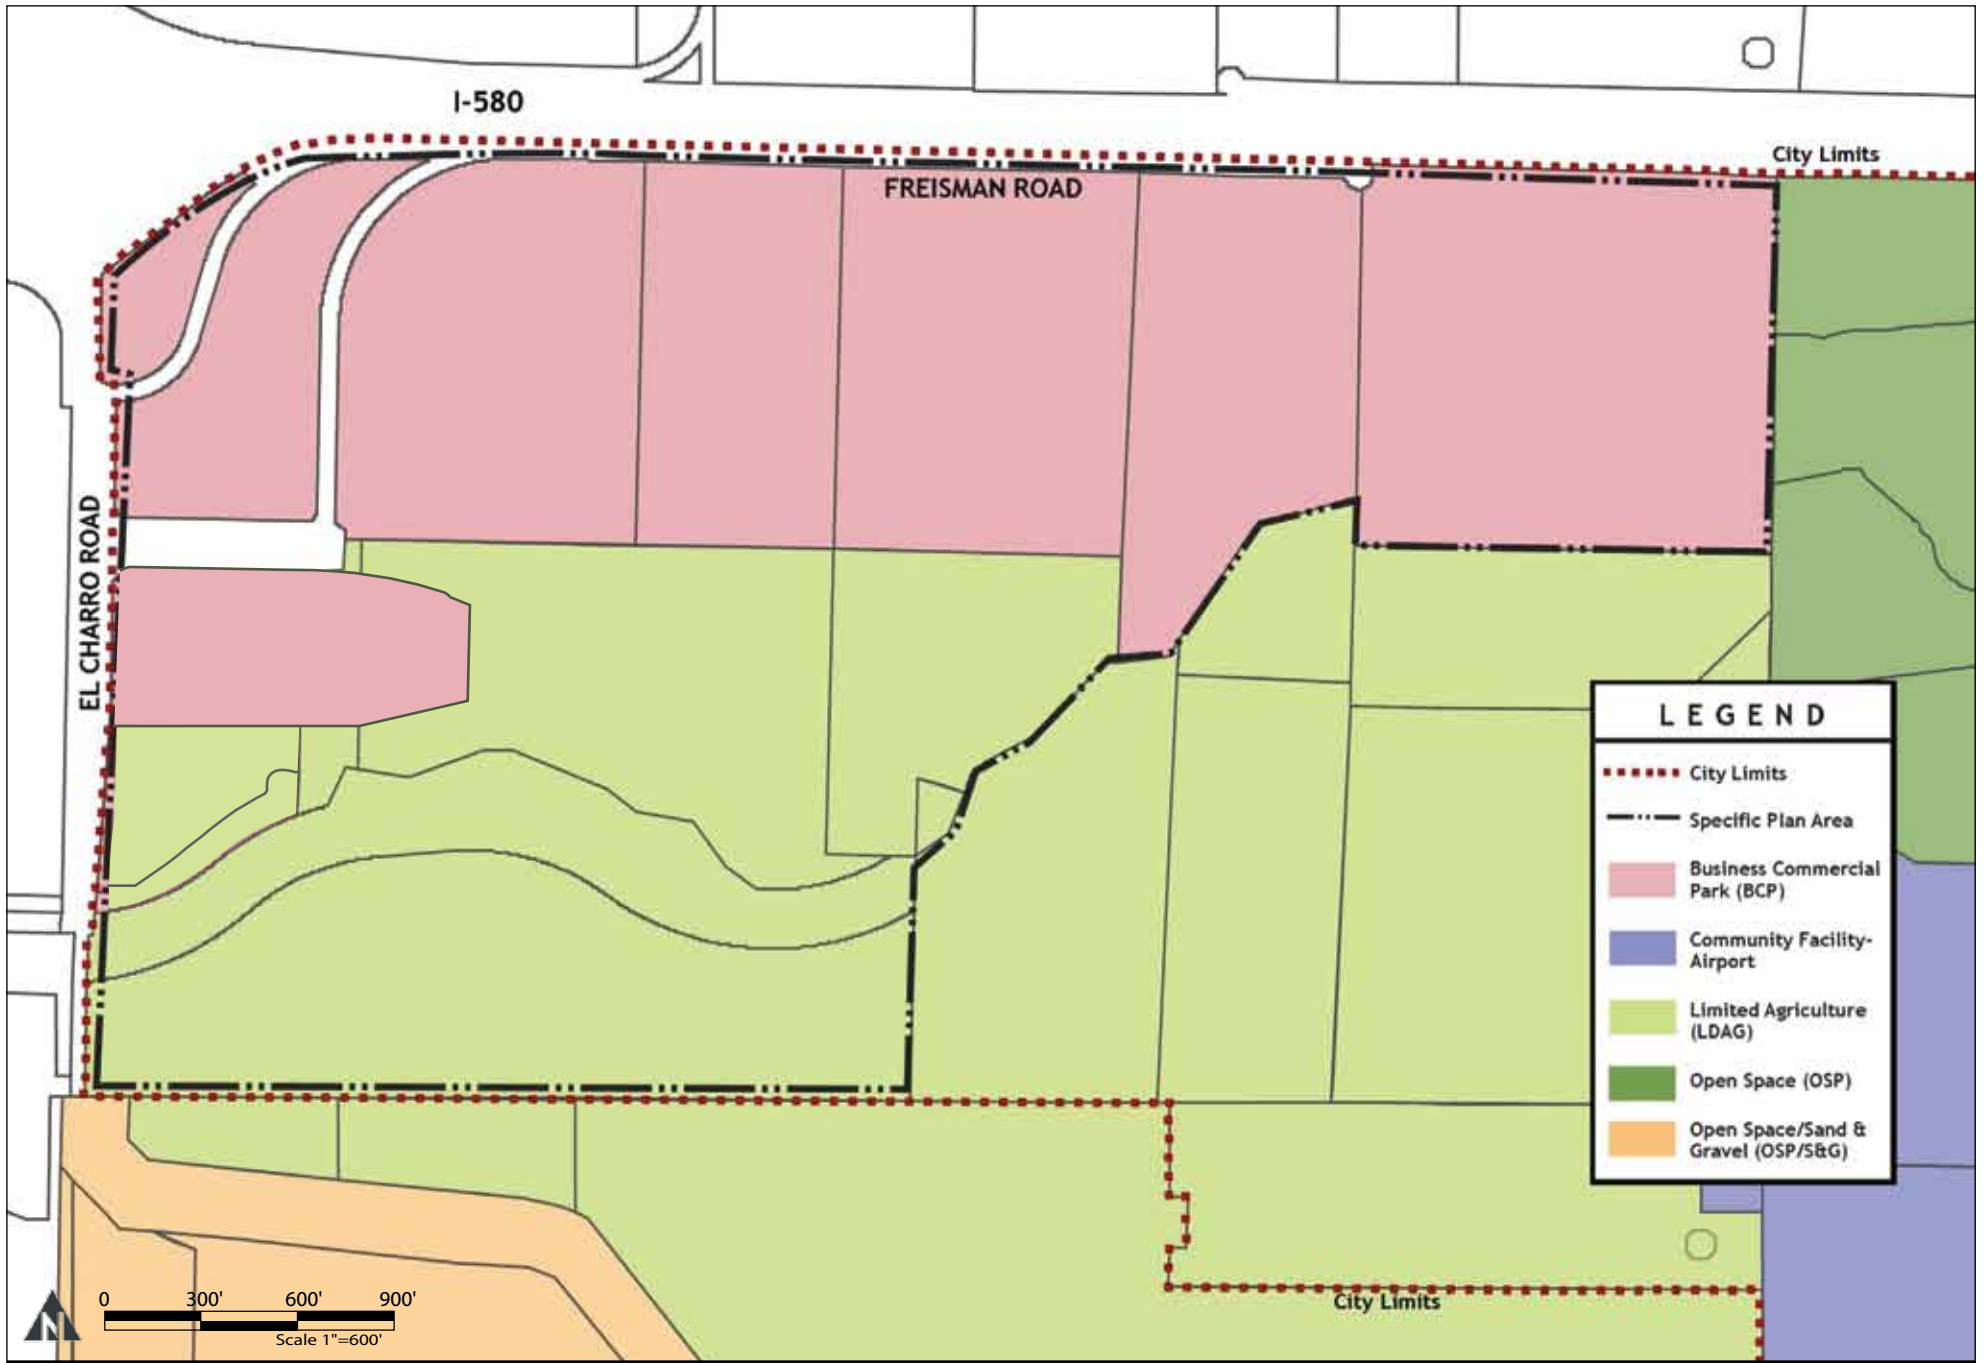 I-580
City Limits
FREISMAN ROAD
EL CHARRO ROAD
LEGEND
City Limits
Specific Plan Area
Business Commercial
Park (BCP)
Community Facility-
Airport
Limited Agriculture
(LDAG)
Open Space (OSP)
Open Space/Sand &
Gravel (OSP/S&G)
City Limits
N
0 300' 600' 900'
Scale 1"=600'